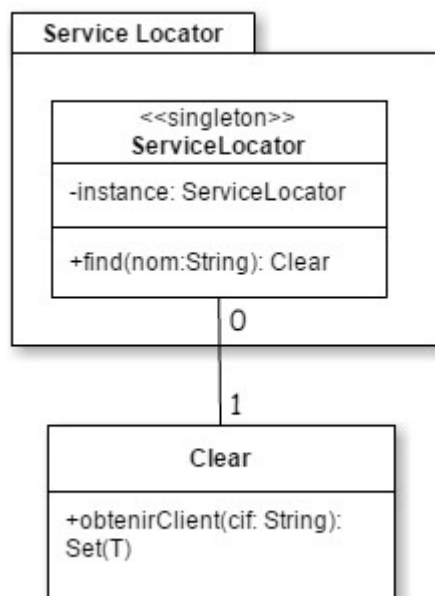 Service Locator
<<singleton>>
ServiceLocator
-instance: ServiceLocator
+find(nom:String): Clear
0
1
Clear
+obtenirClient(cif: String):
Set(T)